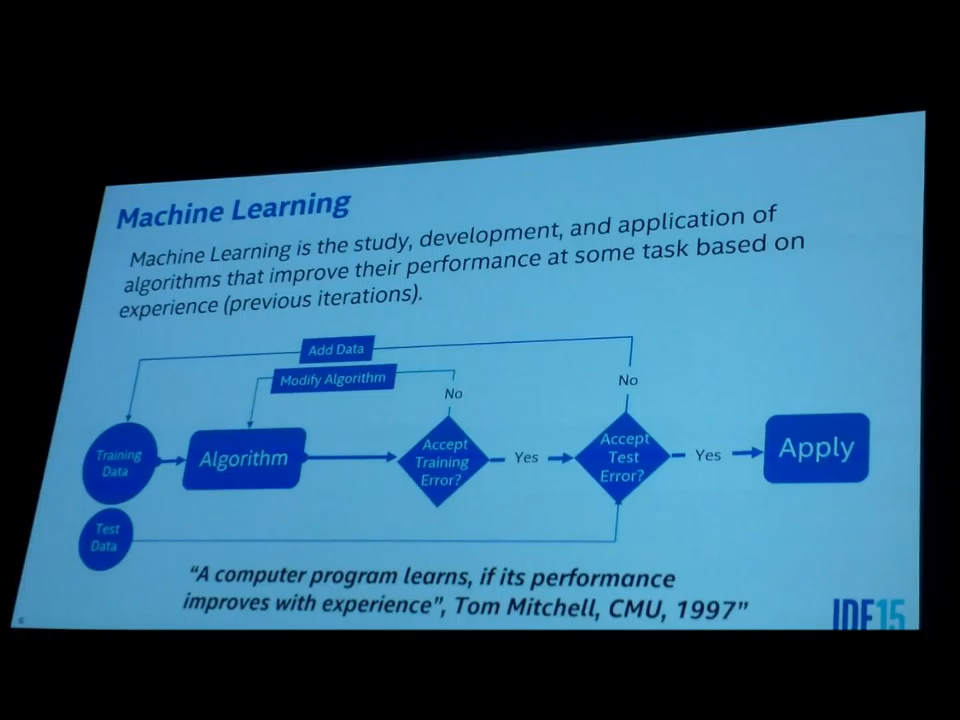 Machine Learning
Machine Learning is the study, development, and application of
algorithms that improve their performance at some task based on
experience (previous iterations).
Add Data
Modify Algorithm
No
No
Training
Data
Algorithm
Accept
Training
Error?
Yes
Accept
Test
Error?
Yes
Apply
Test
Data
“A computer program learns, if its performance
improves with experience”, Tom Mitchell, CMU, 1997”
IDF15